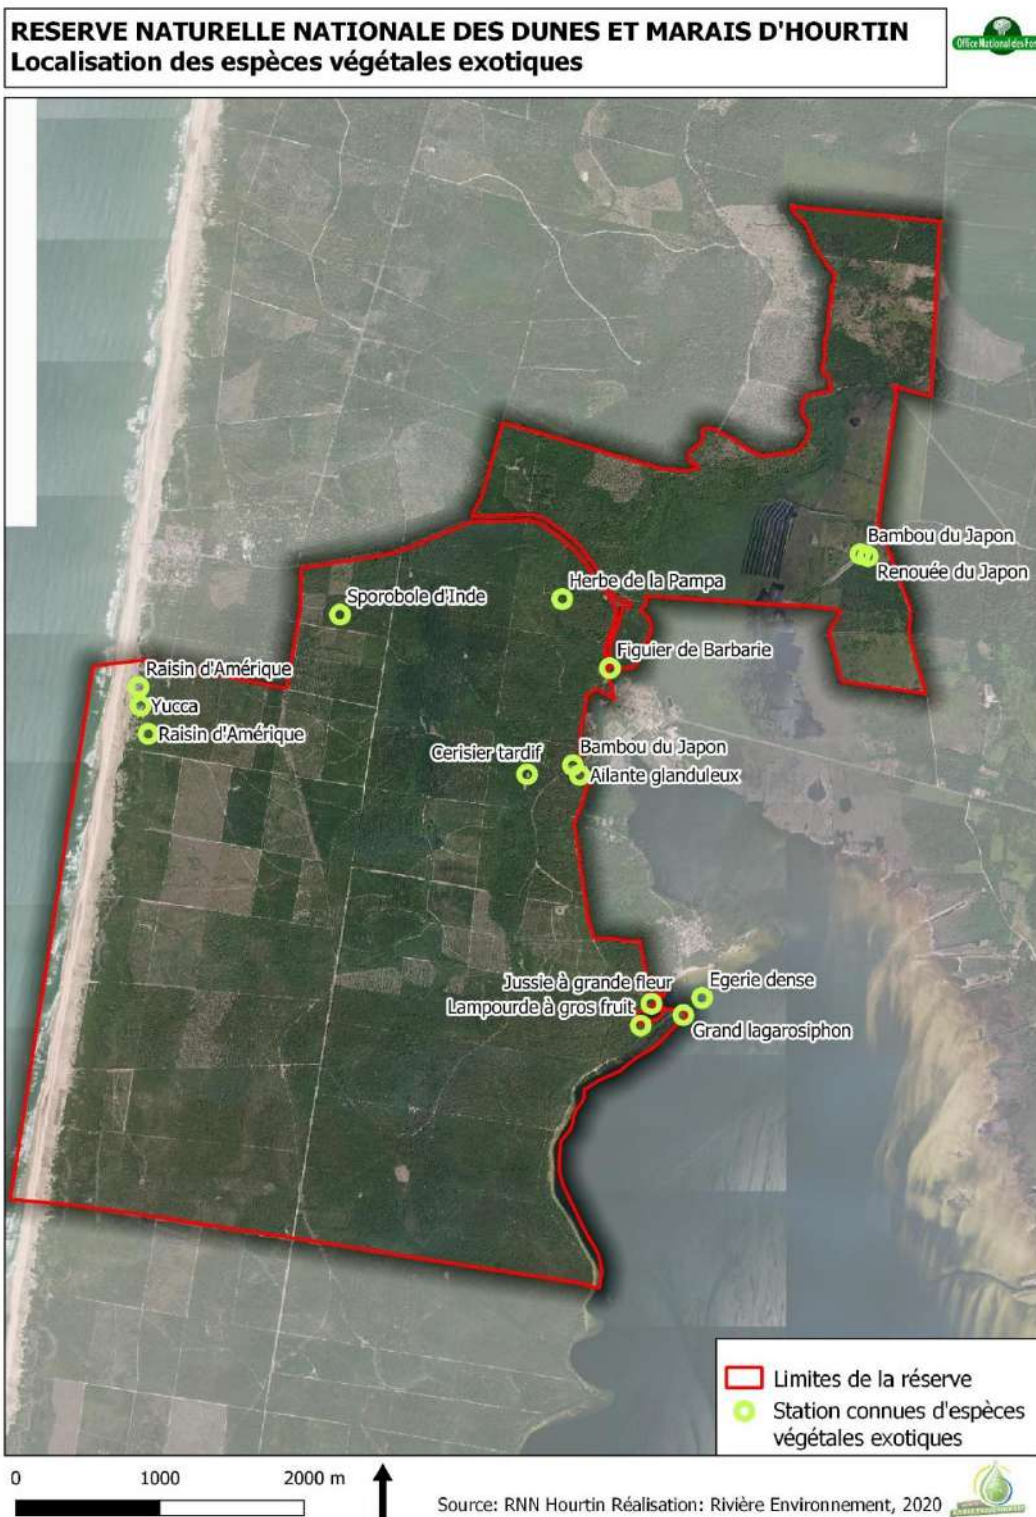 RESERVE NATURELLE NATIONALE DES DUNES ET MARAIS D'HOURTIN
Localisation des espèces végétales exotiques
Office National des
Bambou du Japon
Renouée du Japon
Herbe de la Pampa
Sporobole d'Inde
Figuier de Barbarie
Raisin d'Amérique
Yucca
Raisin d'Amérique
Cerisier tardif
Bambou du Japon
Ailante glanduleux
Jussie à grande fleur
Egerie dense
Lampourde à gros fruit
Grand lagarosiphon
Limites de la réserve
Station connues d'espèces
végétales exotiques
0 1000 2000 m
Source: RNN Hourtin Réalisation: Rivière Environnement, 2020